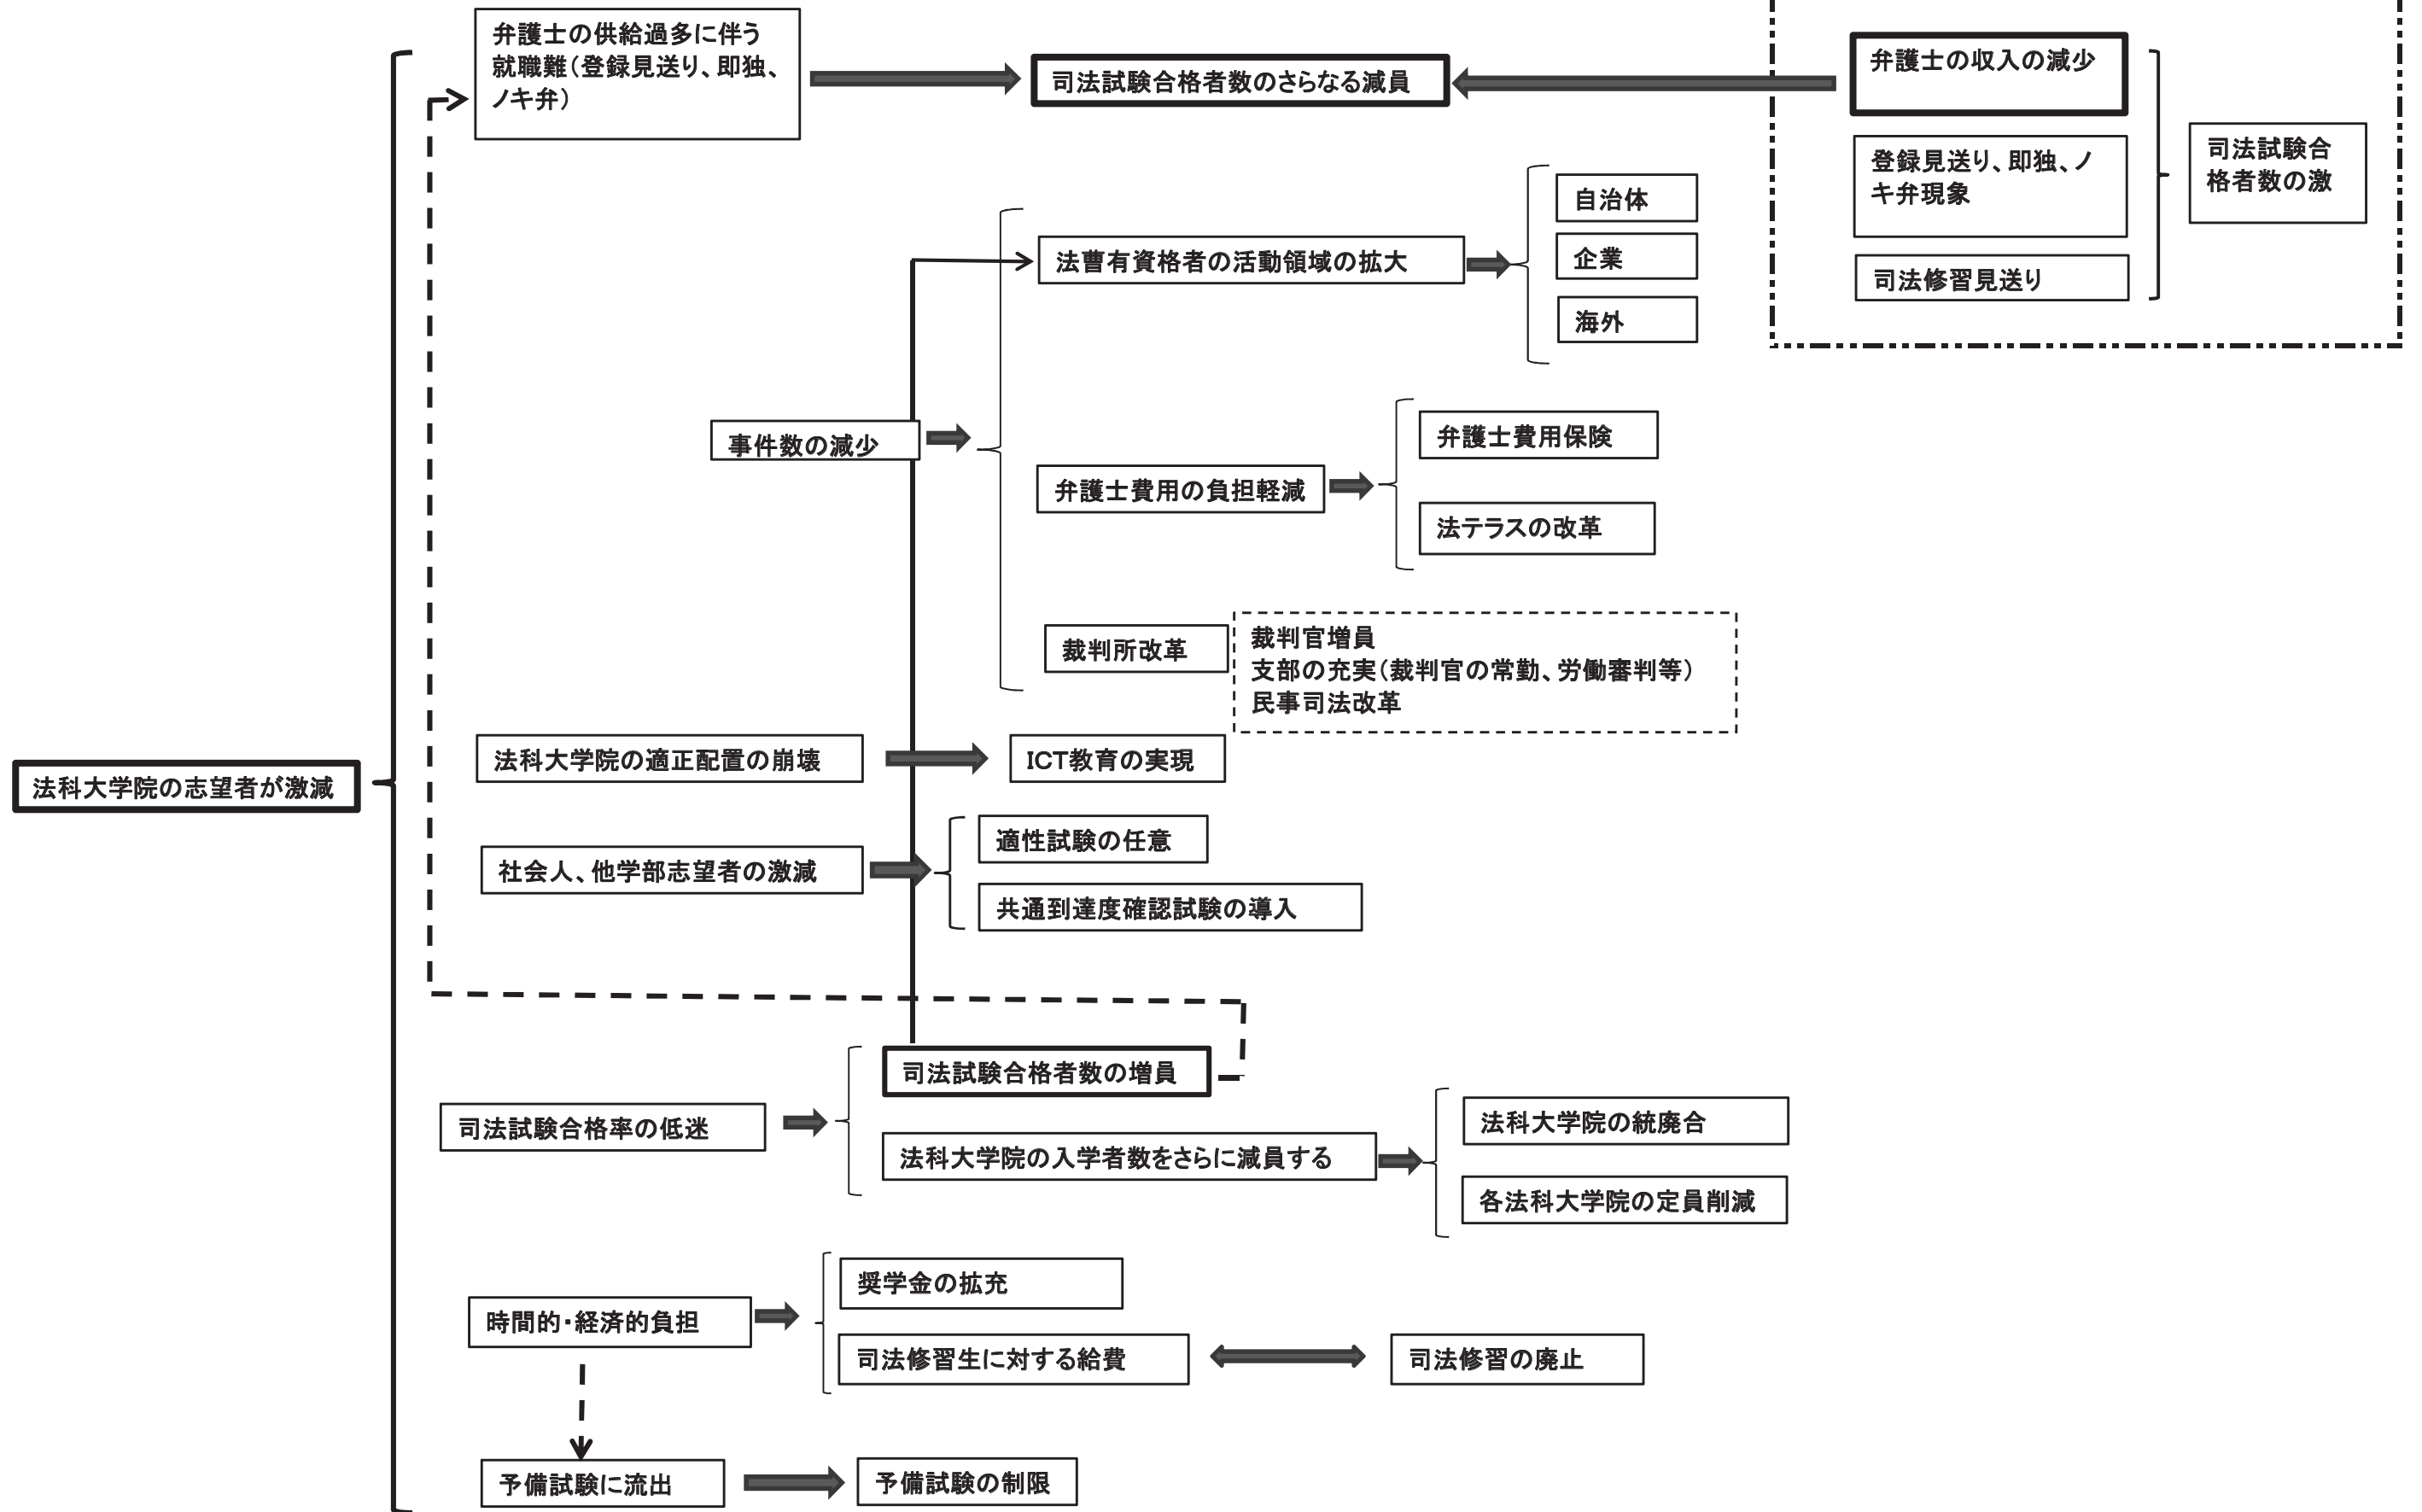 弁護士の供給過多に伴う
就職難（登録見送り、即独、
ノキ弁）
司法試験合格者数のさらなる減員
弁護士の収入の減少
登録見送り、即独、ノ
キ弁現象
司法修習見送り
司法試験合
格者数の激
自治体
企業
海外
法曹有資格者の活動領域の拡大
事件数の減少
弁護士費用の負担軽減
弁護士費用保険
法テラスの改革
裁判所改革
裁判官増員
支部の充実（裁判官の常勤、労働審判等）
民事司法改革
法科大学院の志望者が激減
法科大学院の適正配置の崩壊
ICT教育の実現
社会人、他学部志望者の激減
適性試験の任意
共通到達度確認試験の導入
司法試験合格率の低迷
司法試験合格者数の増員
法科大学院の入学者数をさらに減員する
法科大学院の統廃合
各法科大学院の定員削減
時間的・経済的負担
奨学金の拡充
司法修習生に対する給費
司法修習の廃止
予備試験に流出
予備試験の制限